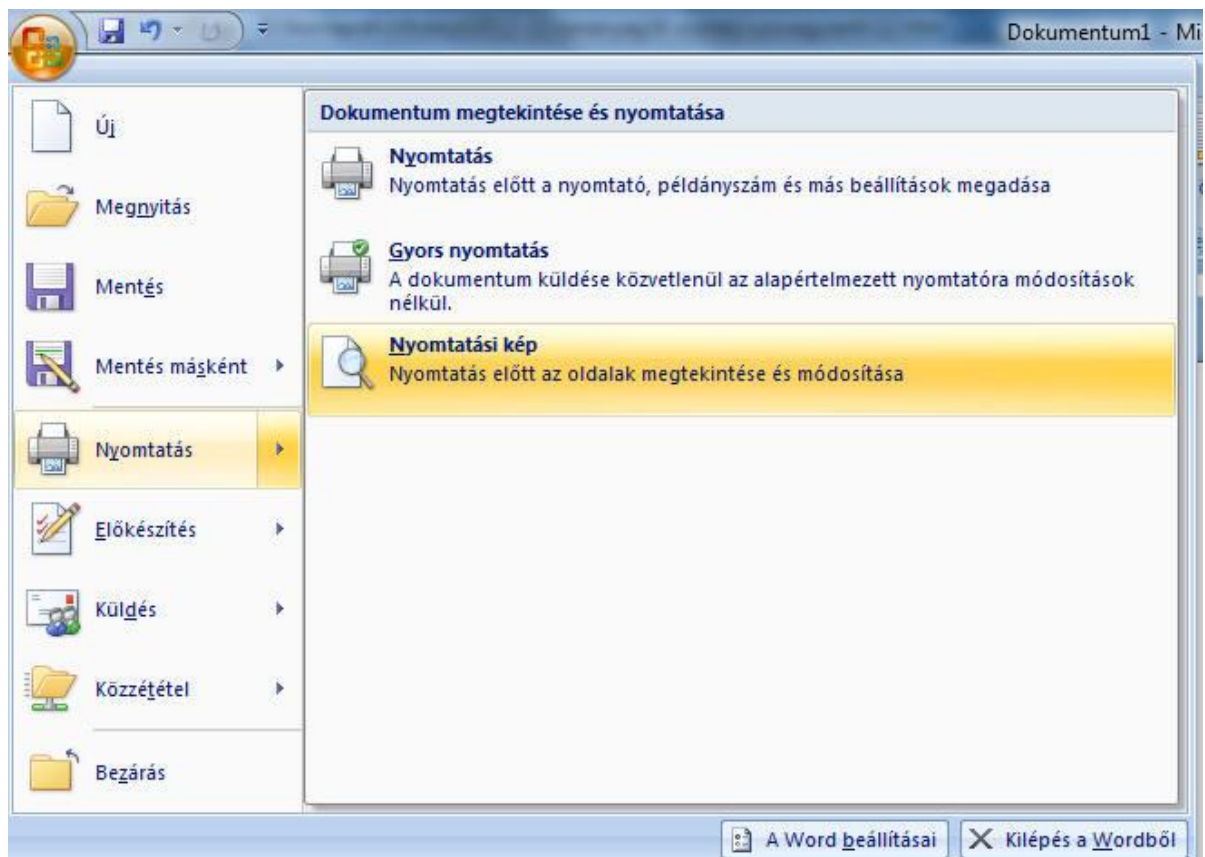 Dokumentum1 - Mi
Új
Megnyitás
Mentés
Mentés másként
Nyomtatás
Előkészítés
Küldés
Közzététel
Bezárás
Dokumentum megtekintése és nyomtatása
Nyomtatás
Nyomtatás előtt a nyomtató, példányszám és más beállítások megadása
Gyors nyomtatás
A dokumentum küldése közvetlenül az alapértelmezett nyomtatóra módosítások
nélkül.
Nyomtatási kép
Nyomtatás előtt az oldalak megtekintése és módosítása
A Word beállításai
Kilépés a Wordből